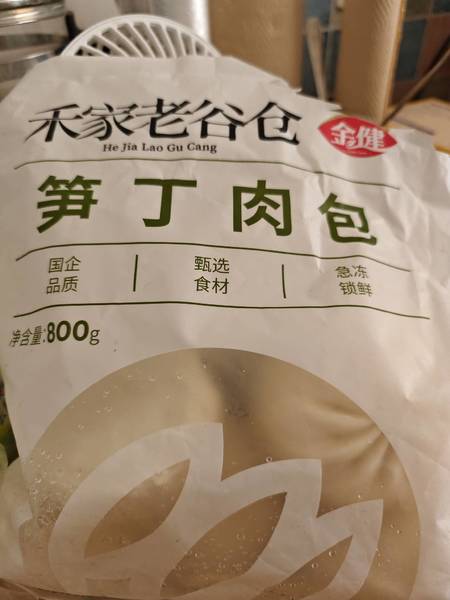 禾家老谷仓
金健
He Jia Lao Gu Cang
笋丁肉包
国企
品质
甄选
食材
急冻
锁鲜
净含量:800g